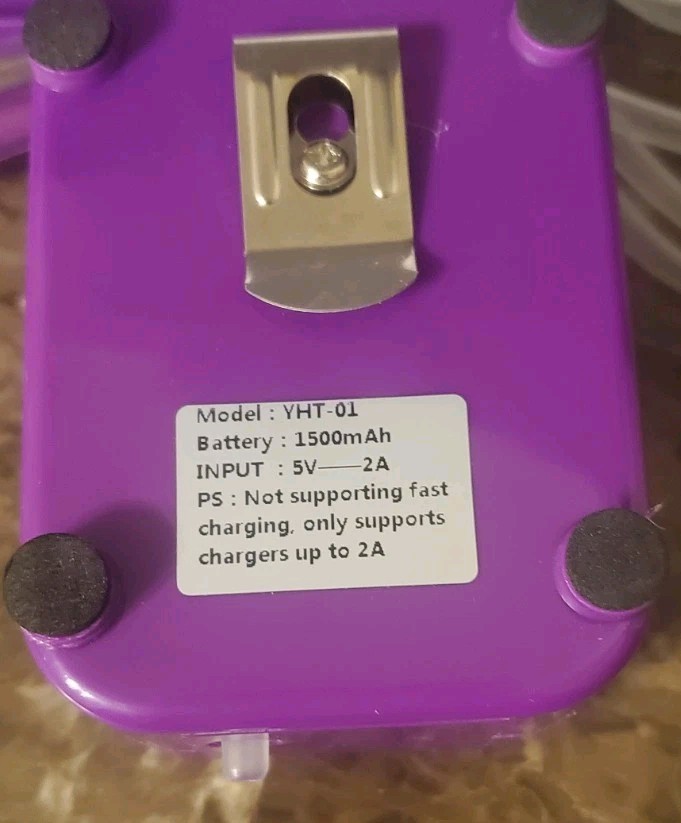 Model : YHT-01
Battery : 1500mAh
INPUT : 5V——2A
PS : Not supporting fast
charging, only supports
chargers up to 2A